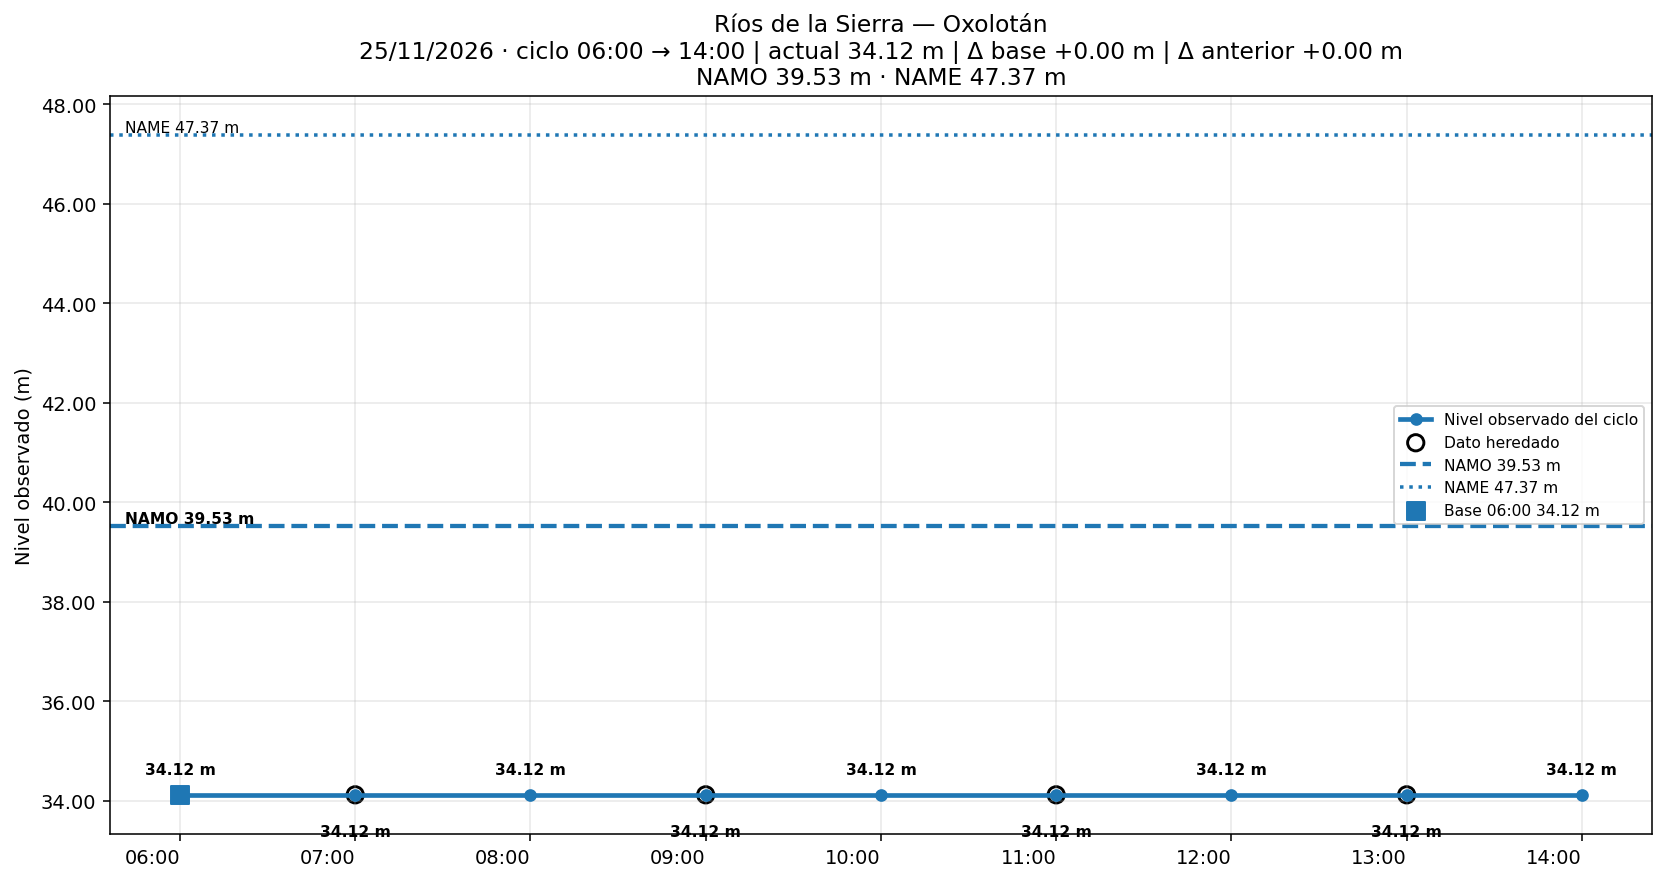 Ríos de la Sierra — Oxolotán
25/11/2026 · ciclo 06:00 → 14:00 | actual 34.12 m | Δ base +0.00 m | Δ anterior +0.00 m
NAMO 39.53 m · NAME 47.37 m
48.00
NAME 47.37 m
46.00
44.00
42.00
40.00
38.00
36.00
34.00
Nivel observado (m)
Nivel observado del ciclo
Dato heredado
NAMO 39.53 m
NAME 47.37 m
Base 06:00 34.12 m
NAMO 39.53 m
34.12 m
34.12 m
34.12 m
34.12 m
34.12 m
34.12 m
34.12 m
34.12 m
34.12 m
06:00
07:00
08:00
09:00
10:00
11:00
12:00
13:00
14:00